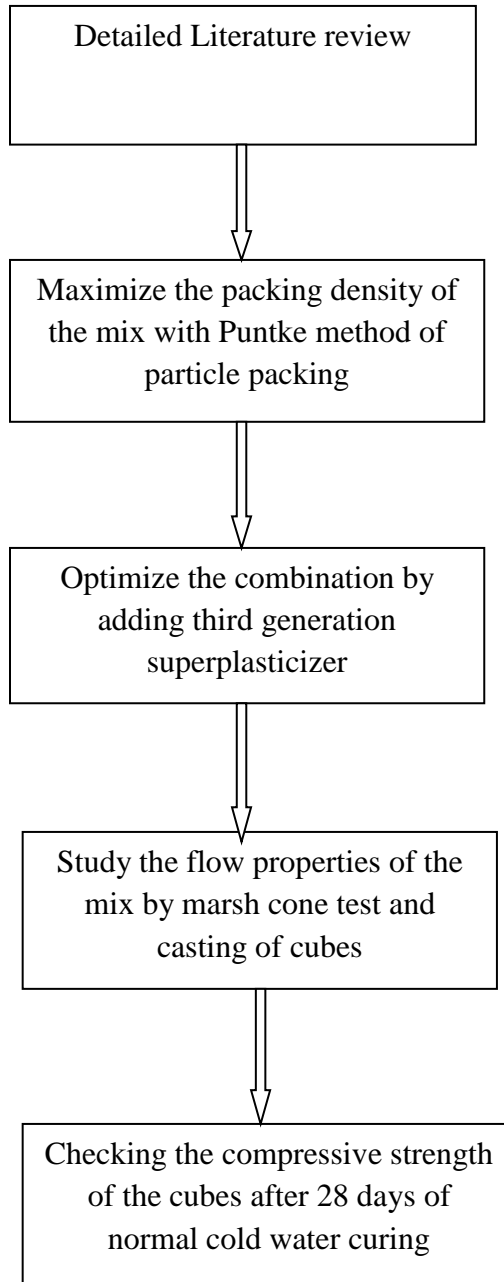 Detailed Literature review
Maximize the packing density of
the mix with Puntke method of
particle packing
Optimize the combination by
adding third generation
superplasticizer
Study the flow properties of the
mix by marsh cone test and
casting of cubes
Checking the compressive strength
of the cubes after 28 days of
normal cold water curing